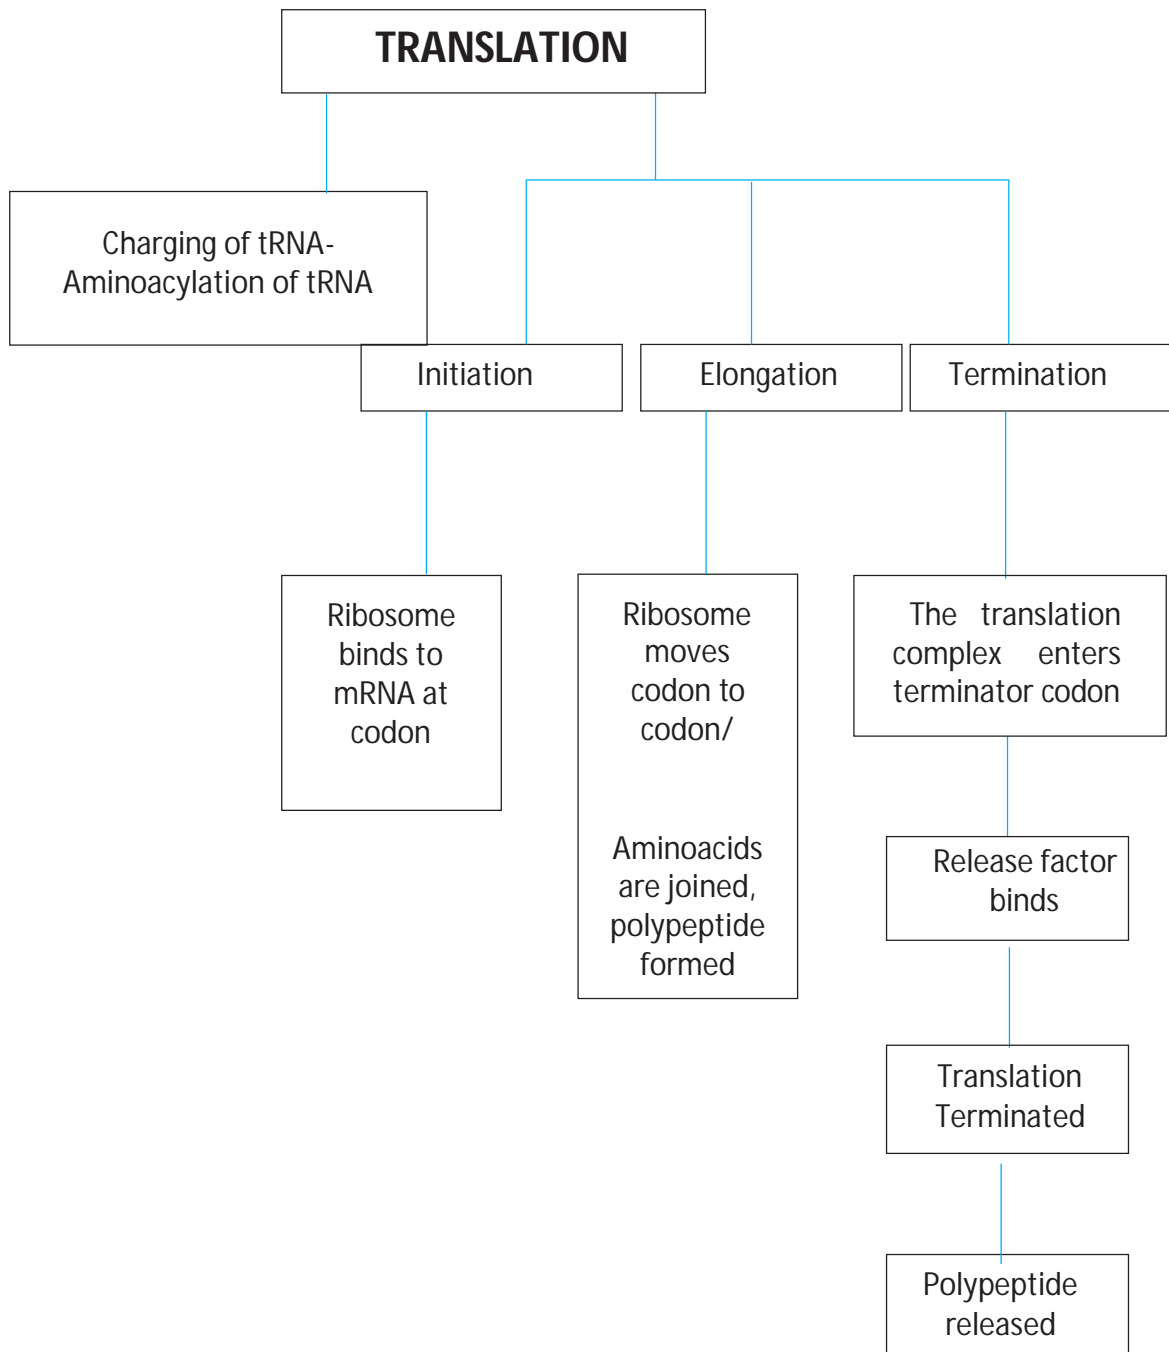 TRANSLATION
Charging of tRNA-
Aminoacylation of tRNA
Initiation
Elongation
Termination
Ribosome
binds to
mRNA at
codon
Ribosome
moves
codon to
codon/
Aminoacids
are joined,
polypeptide
formed
The translation
complex enters
terminator codon
Release factor
binds
Translation
Terminated
Polypeptide
released